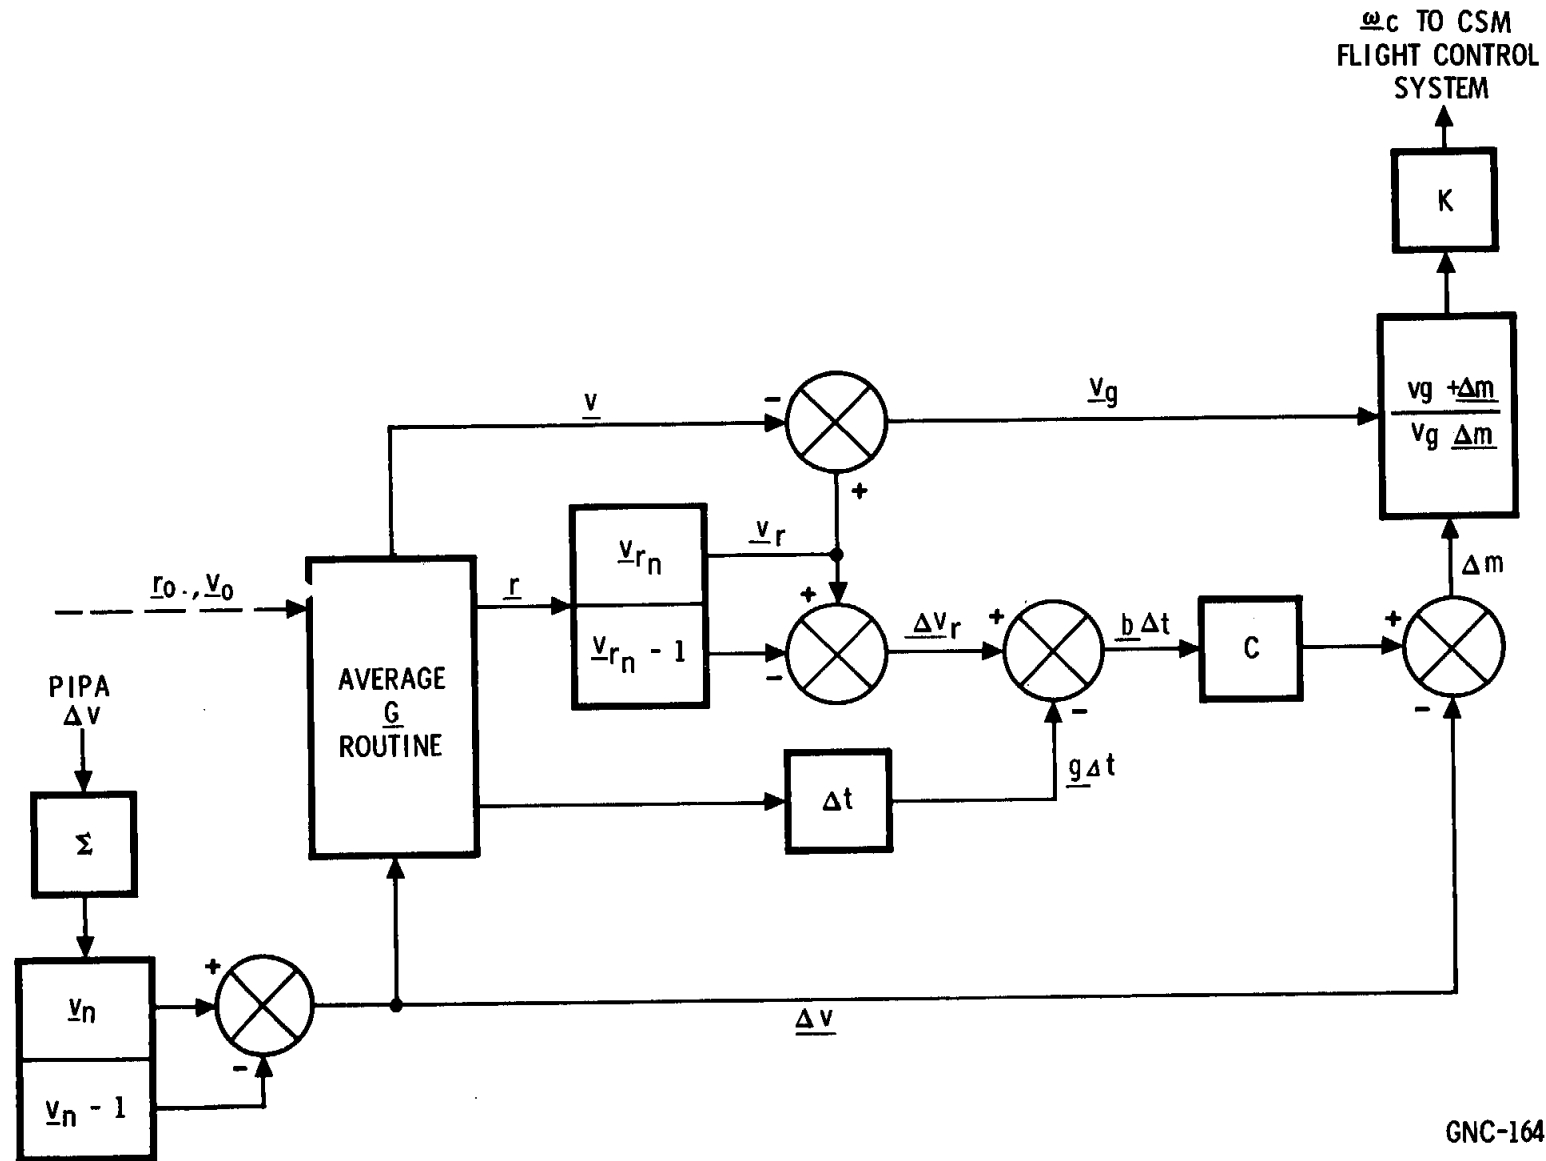 ωc TO CSM
FLIGHT CONTROL
SYSTEM
K
vg + Δm
vg Δm
v
vg
-
+
vrn
vr
r
ro., vo
vrn - 1
+
-
Δvr
+
-
b Δt
C
+
-
Δm
AVERAGE
G
ROUTINE
PIPA
ΔV
Σ
Δt
gΔt
vn
+
-
vn - 1
Δv
GNC-164